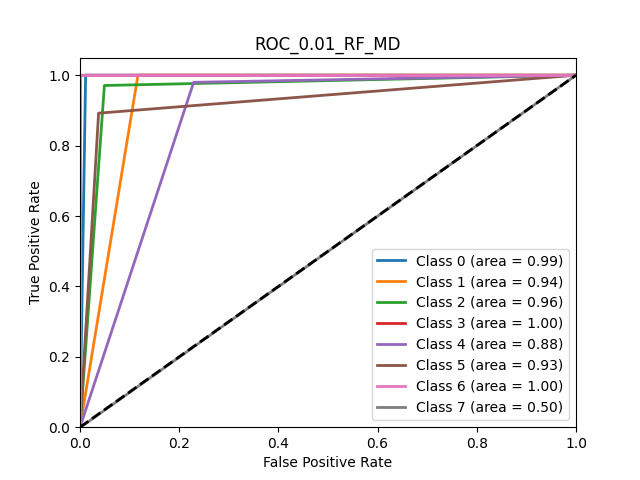 ROC_0.01_RF_MD
True Positive Rate
1.0
0.8
0.6
0.4
0.2
0.0
Class 0 (area = 0.99)
Class 1 (area = 0.94)
Class 2 (area = 0.96)
Class 3 (area = 1.00)
Class 4 (area = 0.88)
Class 5 (area = 0.93)
Class 6 (area = 1.00)
Class 7 (area = 0.50)
0.0 0.2 0.4 0.6 0.8 1.0
False Positive Rate